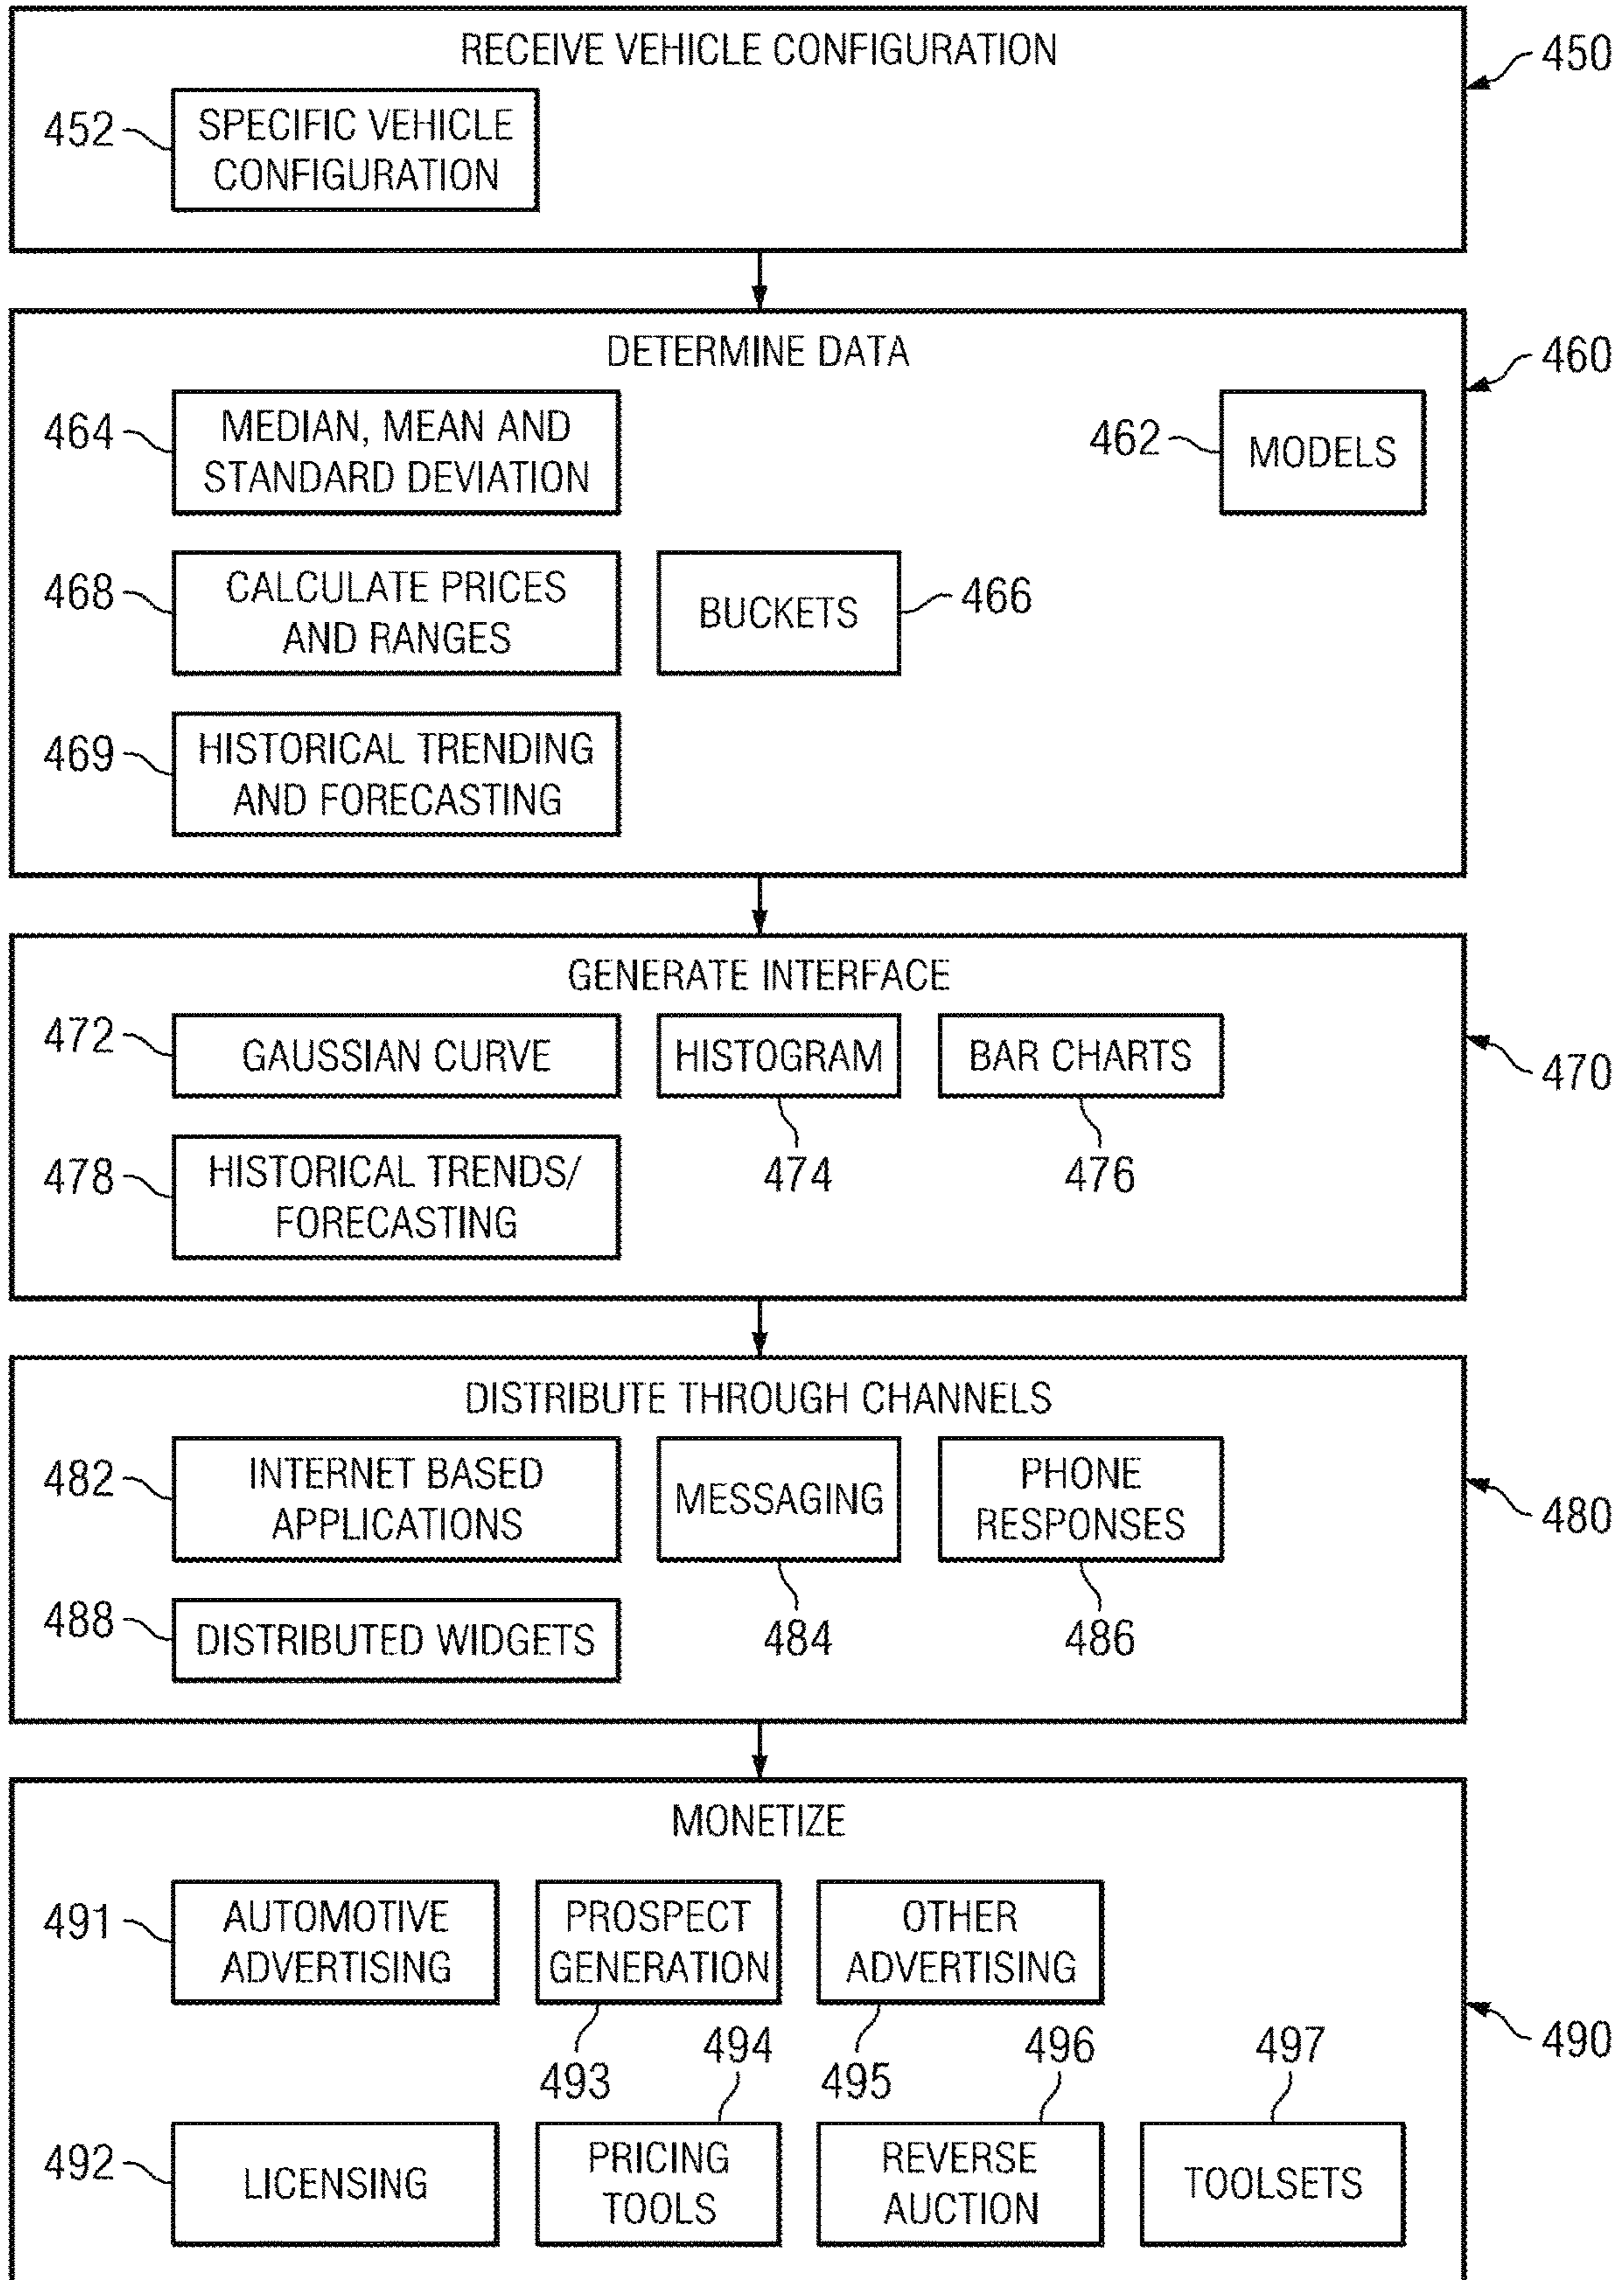 RECEIVE VEHICLE CONFIGURATION
450
452
SPECIFIC VEHICLE
CONFIGURATION
DETERMINE DATA
460
464
MEDIAN, MEAN AND
STANDARD DEVIATION
462
MODELS
468
CALCULATE PRICES
AND RANGES
BUCKETS
466
469
HISTORICAL TRENDING
AND FORECASTING
GENERATE INTERFACE
472
GAUSSIAN CURVE
HISTOGRAM
BAR CHARTS
470
474
476
478
HISTORICAL TRENDS/
FORECASTING
DISTRIBUTE THROUGH CHANNELS
482
INTERNET BASED
APPLICATIONS
MESSAGING
PHONE
RESPONSES
480
484
486
488
DISTRIBUTED WIDGETS
MONETIZE
491
AUTOMOTIVE
ADVERTISING
PROSPECT
GENERATION
OTHER
ADVERTISING
490
493
494
495
496
497
492
LICENSING
PRICING
TOOLS
REVERSE
AUCTION
TOOLSETS